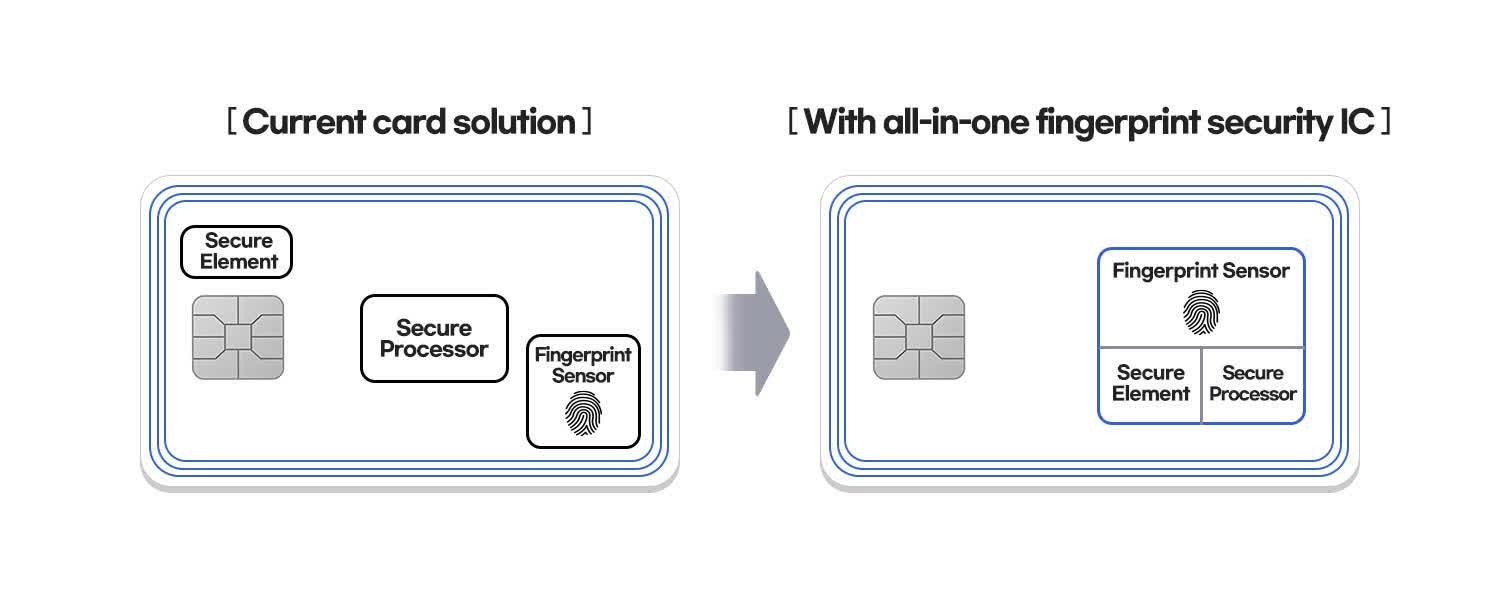 [ Current card solution ]
[ With all-in-one fingerprint security IC ]
Secure
Element
Secure
Processor
Fingerprint
Sensor
Fingerprint Sensor
Secure
Element
Secure
Processor